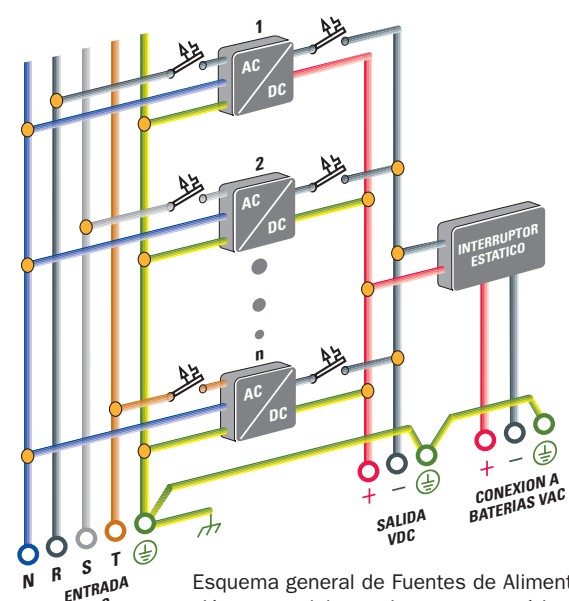 1
AC
DC
2
AC
DC
INTERRUPTOR
ESTATICO
n
AC
DC
+
−
+
−
SALIDA
VDC
CONEXION A
BATERIAS VAC
N
R
S
T
ENTRADA
Esquema general de Fuentes de Aliment